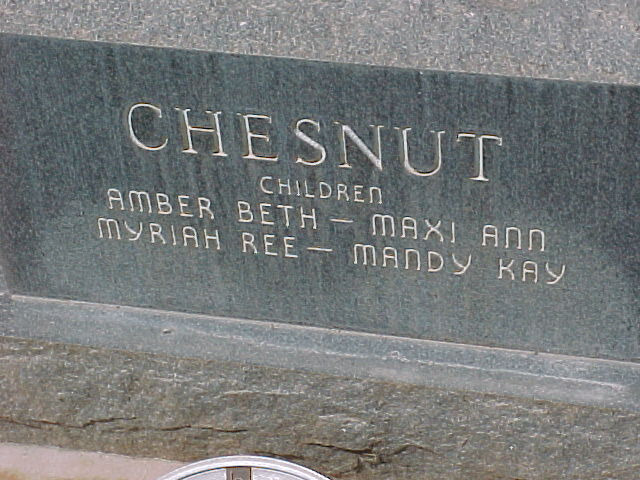 CHESNUT
CHILDREN
AMBER BETH – MAXI ANN
MYRIAH REE – MANDY KAY